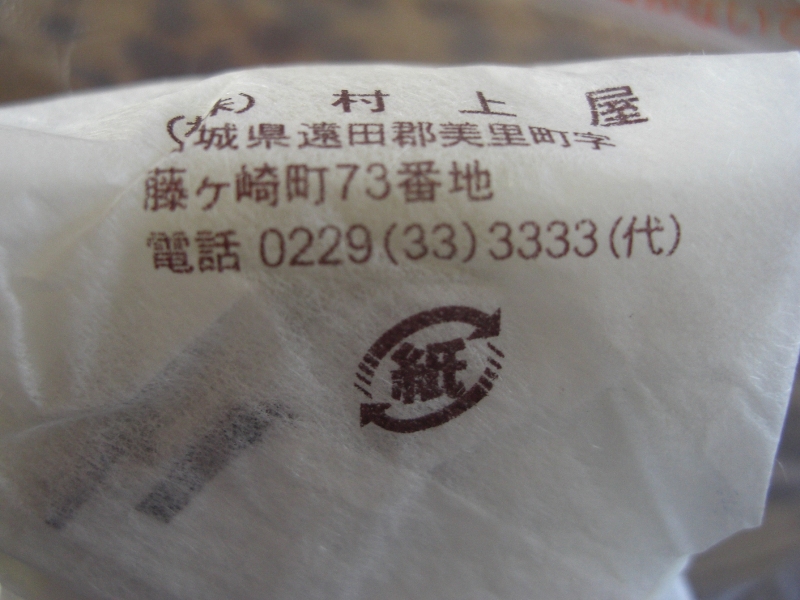 (株) 村上屋
城県遠田郡美里町字
藤ヶ崎町73番地
電話 0229(33)3333(代)
紙